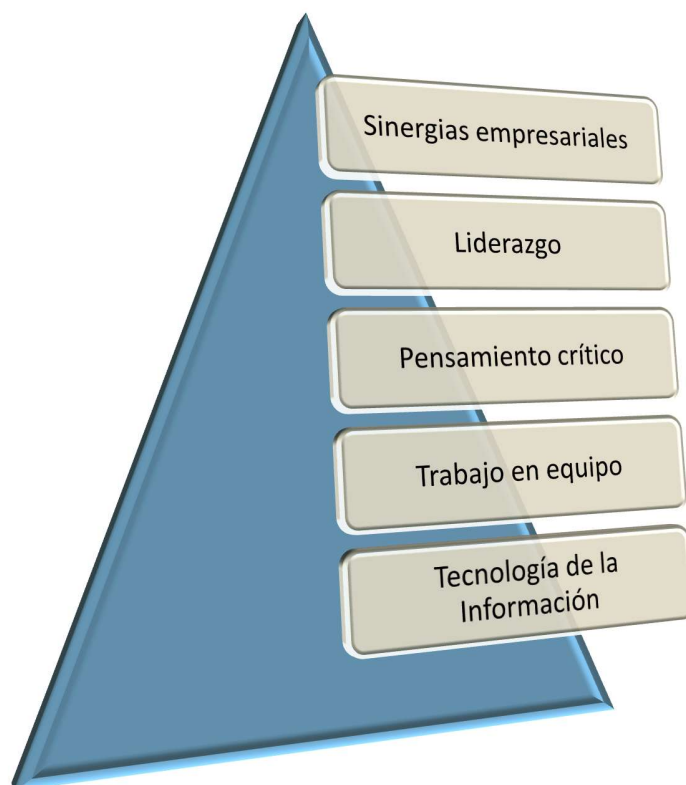 Sinergias empresariales
Liderazgo
Pensamiento crítico
Trabajo en equipo
Tecnología de la
Información